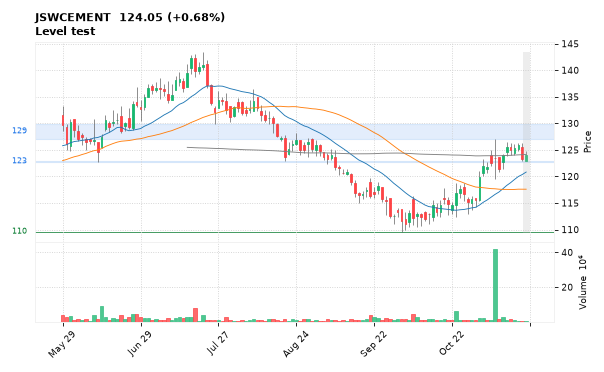 JSWCEMENT 124.05 (+0.68%)
Level test
145
140
135
130
125
120
115
110
Price
129
123
110
40
20
Volume 10⁴
May 29
Jun 29
Jul 27
Aug 24
Sep 22
Oct 22